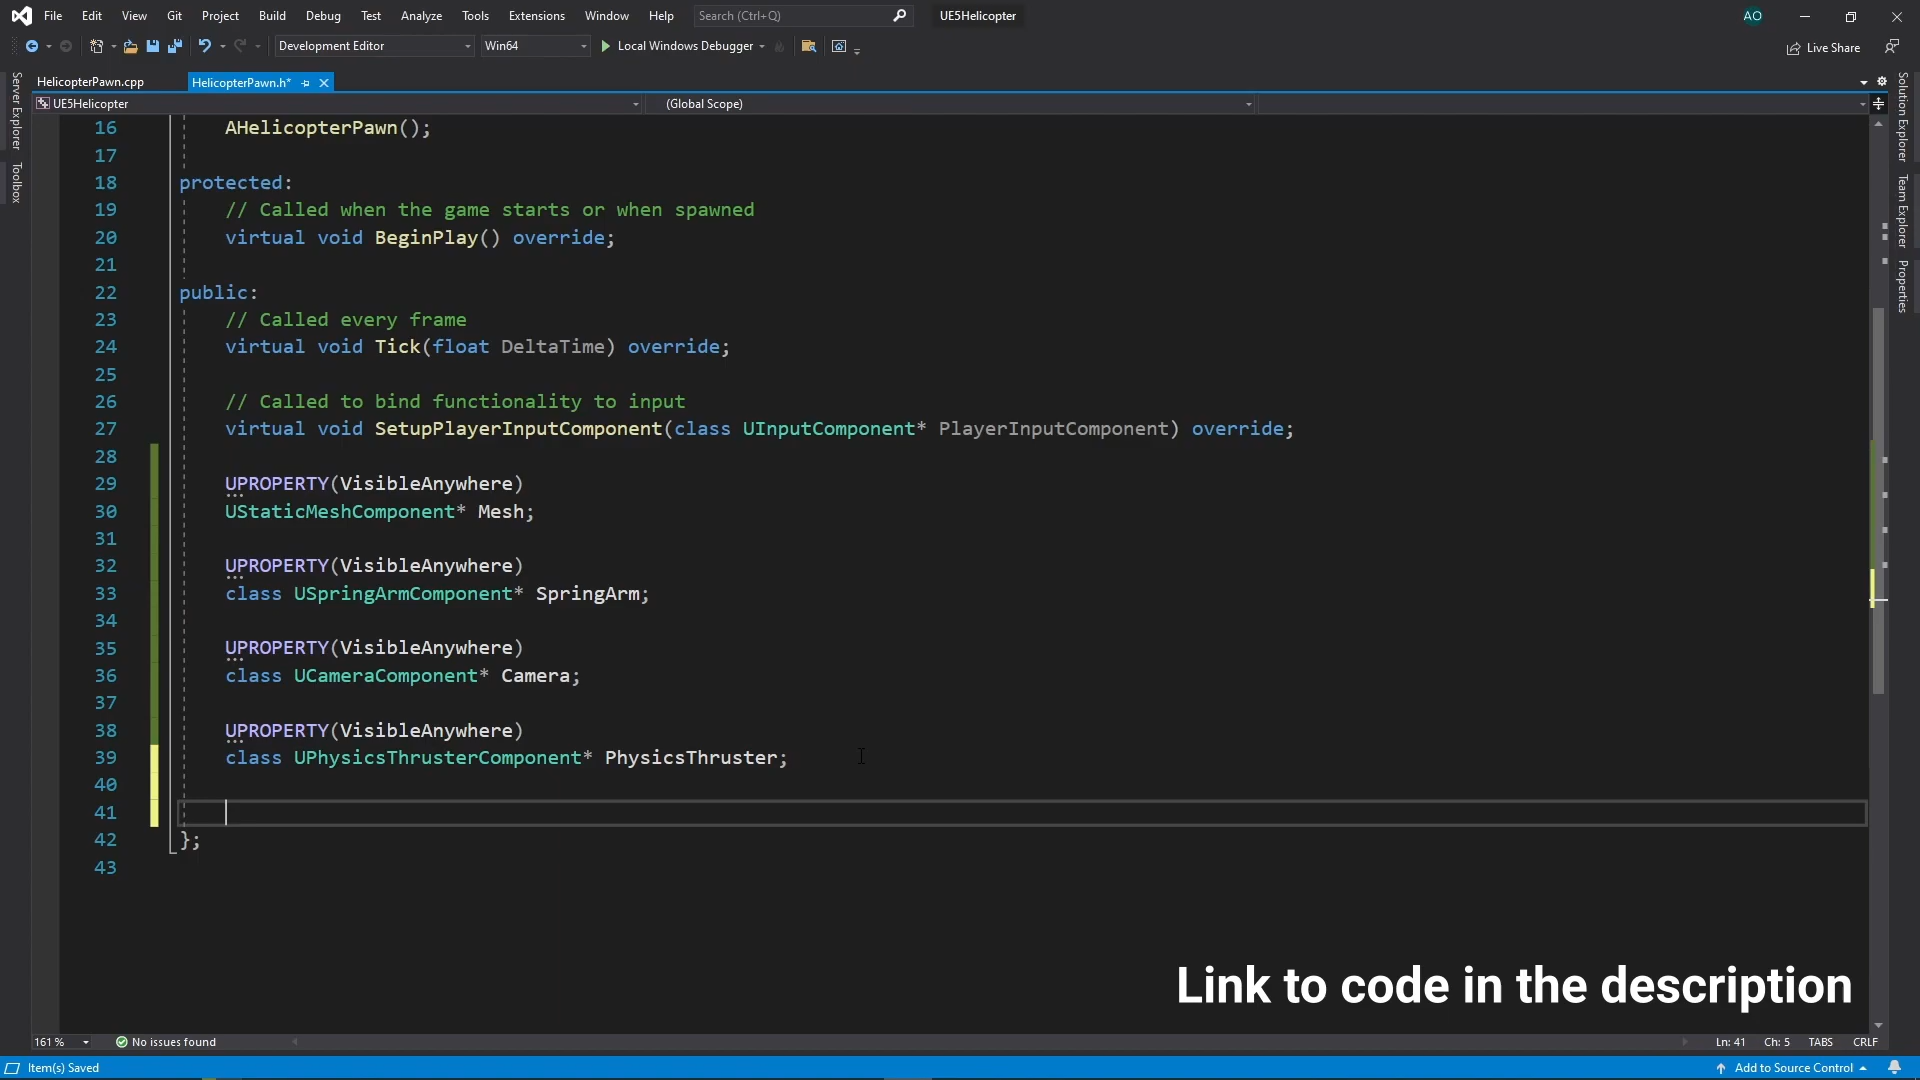 File Edit View Git Project Build Debug Test Analyze Tools Extensions Window Help Search (Ctrl+Q) UE5Helicopter AO
Development Editor Win64 Local Windows Debugger Live Share
HelicopterPawn.cpp HelicopterPawn.h*
UE5Helicopter (Global Scope)
Server Explorer
Toolbox
Solution Explorer
Team Explorer
Properties
16 AHelicopterPawn();
17
18 protected:
19 // Called when the game starts or when spawned
20 virtual void BeginPlay() override;
21
22 public:
23 // Called every frame
24 virtual void Tick(float DeltaTime) override;
25
26 // Called to bind functionality to input
27 virtual void SetupPlayerInputComponent(class UInputComponent* PlayerInputComponent) override;
28
29 UPROPERTY(VisibleAnywhere)
30 UStaticMeshComponent* Mesh;
31
32 UPROPERTY(VisibleAnywhere)
33 class USpringArmComponent* SpringArm;
34
35 UPROPERTY(VisibleAnywhere)
36 class UCameraComponent* Camera;
37
38 UPROPERTY(VisibleAnywhere)
39 class UPhysicsThrusterComponent* PhysicsThruster;
40
41
42 };
43
Link to code in the description
161 % No issues found Ln: 41 Ch: 5 TABS CRLF
Item(s) Saved Add to Source Control